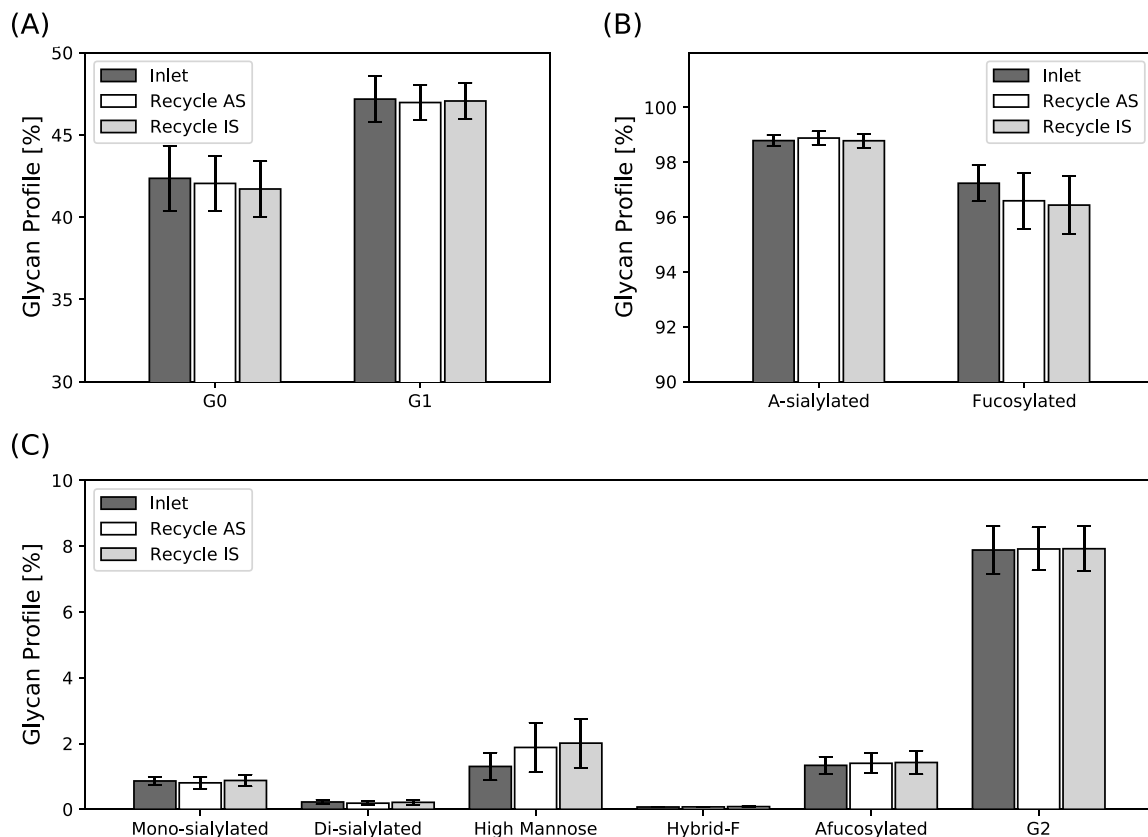 (A)
Glycan Profile [%]
50
45
40
35
30
Inlet
Recycle AS
Recycle IS
G0 G1
(B)
Glycan Profile [%]
100
98
96
94
92
90
Inlet
Recycle AS
Recycle IS
A-sialylated Fucosylated
(C)
Glycan Profile [%]
10
8
6
4
2
0
Inlet
Recycle AS
Recycle IS
Mono-sialylated Di-sialylated High Mannose Hybrid-F Afucosylated G2